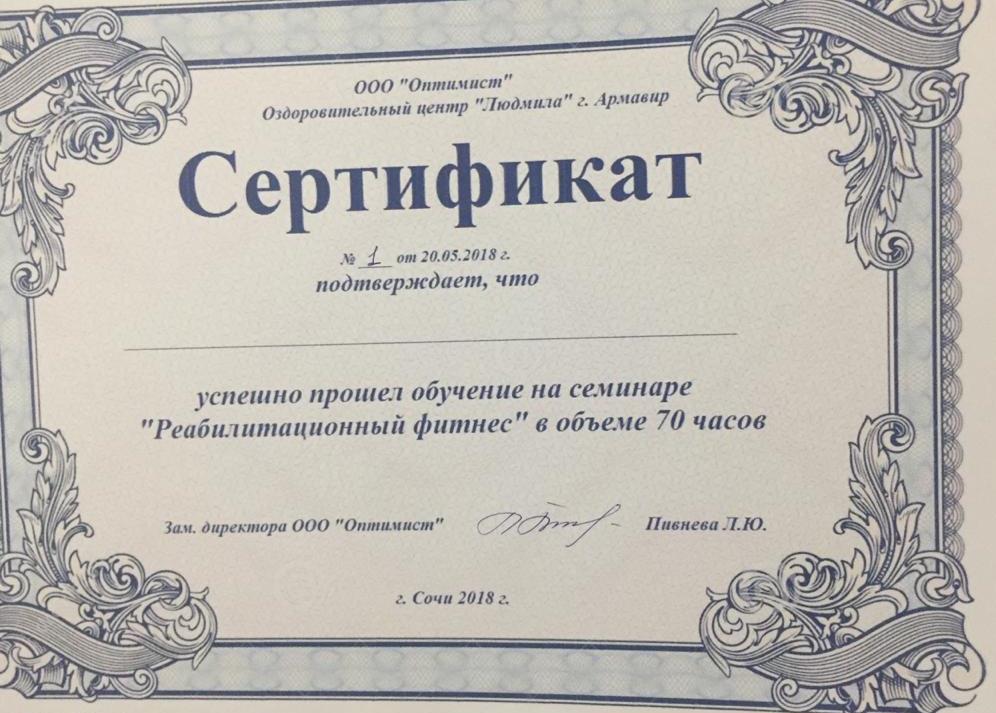 ООО "Оптимист"
Оздоровительный центр "Людмила" г. Армавир
Сертификат
№ 1 от 20.05.2018 г.
подтверждает, что
успешно прошел обучение на семинаре
"Реабилитационный фитнес" в объеме 70 часов
Зам. директора ООО "Оптимист" Пивнева Л.Ю.
г. Сочи 2018 г.